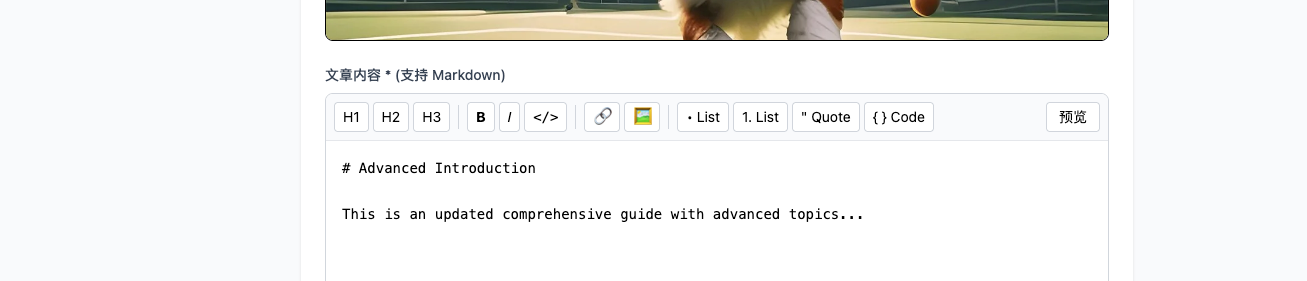 文章内容 * (支持 Markdown)
H1 H2 H3 B I </> • List 1. List " Quote { } Code 预览
# Advanced Introduction
This is an updated comprehensive guide with advanced topics...